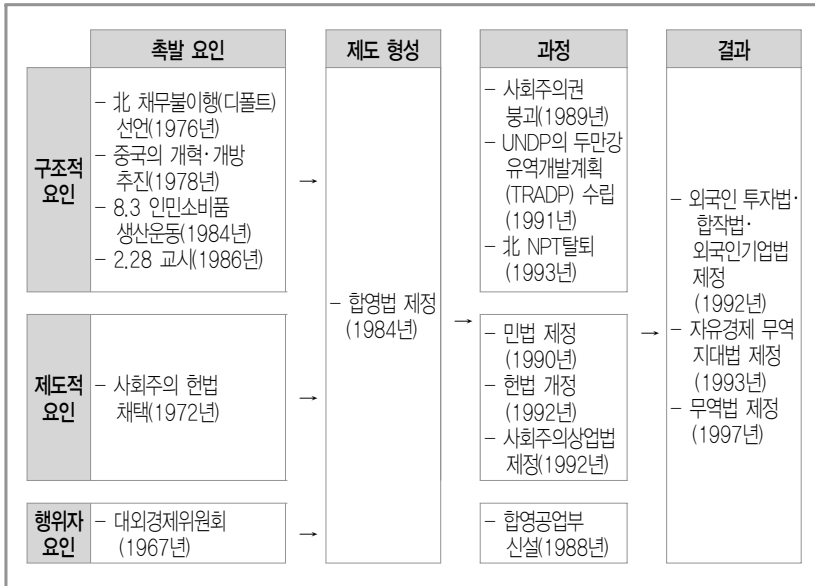 촉발 요인
제도 형성
과정
결과
구조적
요인
– 北 채무불이행(디폴트)
선언(1976년)
– 중국의 개혁·개방
추진(1978년)
– 8.3 인민소비품
생산운동(1984년)
– 2.28 교시(1986년)
→
제도적
요인
– 사회주의 헌법
채택(1972년)
→
행위자
요인
– 대외경제위원회
(1967년)
→
– 합영법 제정
(1984년)
→
– 사회주의권
붕괴(1989년)
– UNDP의 두만강
유역개발계획
(TRADP) 수립
(1991년)
– 北 NPT탈퇴
(1993년)
– 민법 제정
(1990년)
– 헌법 개정
(1992년)
– 사회주의상업법
제정(1992년)
– 합영공업부
신설(1988년)
→
– 외국인 투자법·
합작법·
외국인기업법
제정
(1992년)
– 자유경제 무역
지대법 제정
(1993년)
– 무역법 제정
(1997년)